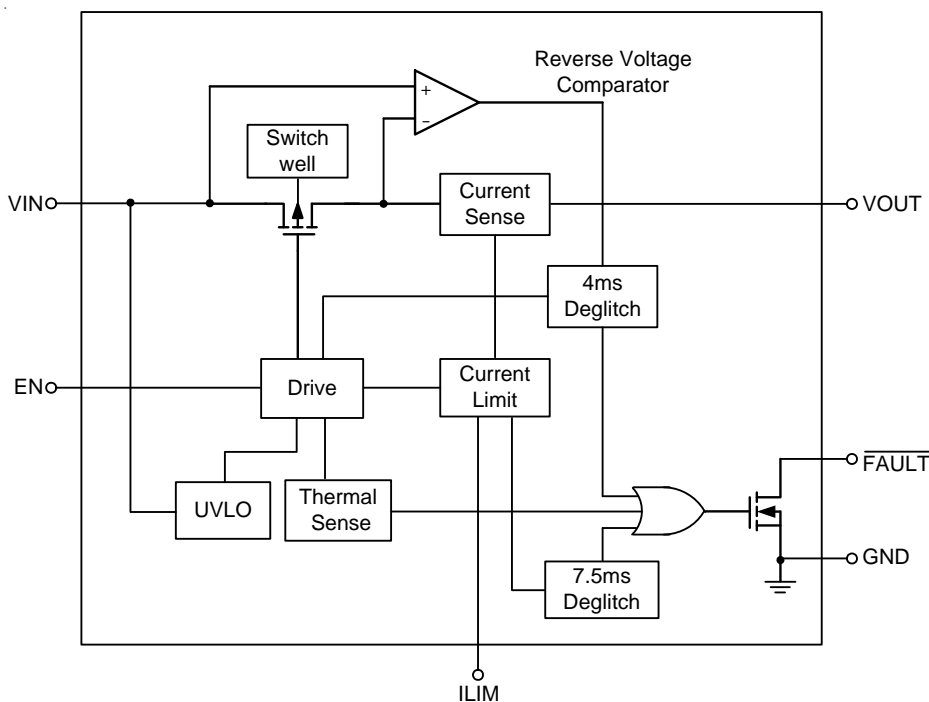 Reverse Voltage
Comparator
+
−
Switch
well
VIN
Current
Sense
VOUT
4ms
Deglitch
EN
Drive
Current
Limit
FAULT
UVLO
Thermal
Sense
GND
7.5ms
Deglitch
ILIM